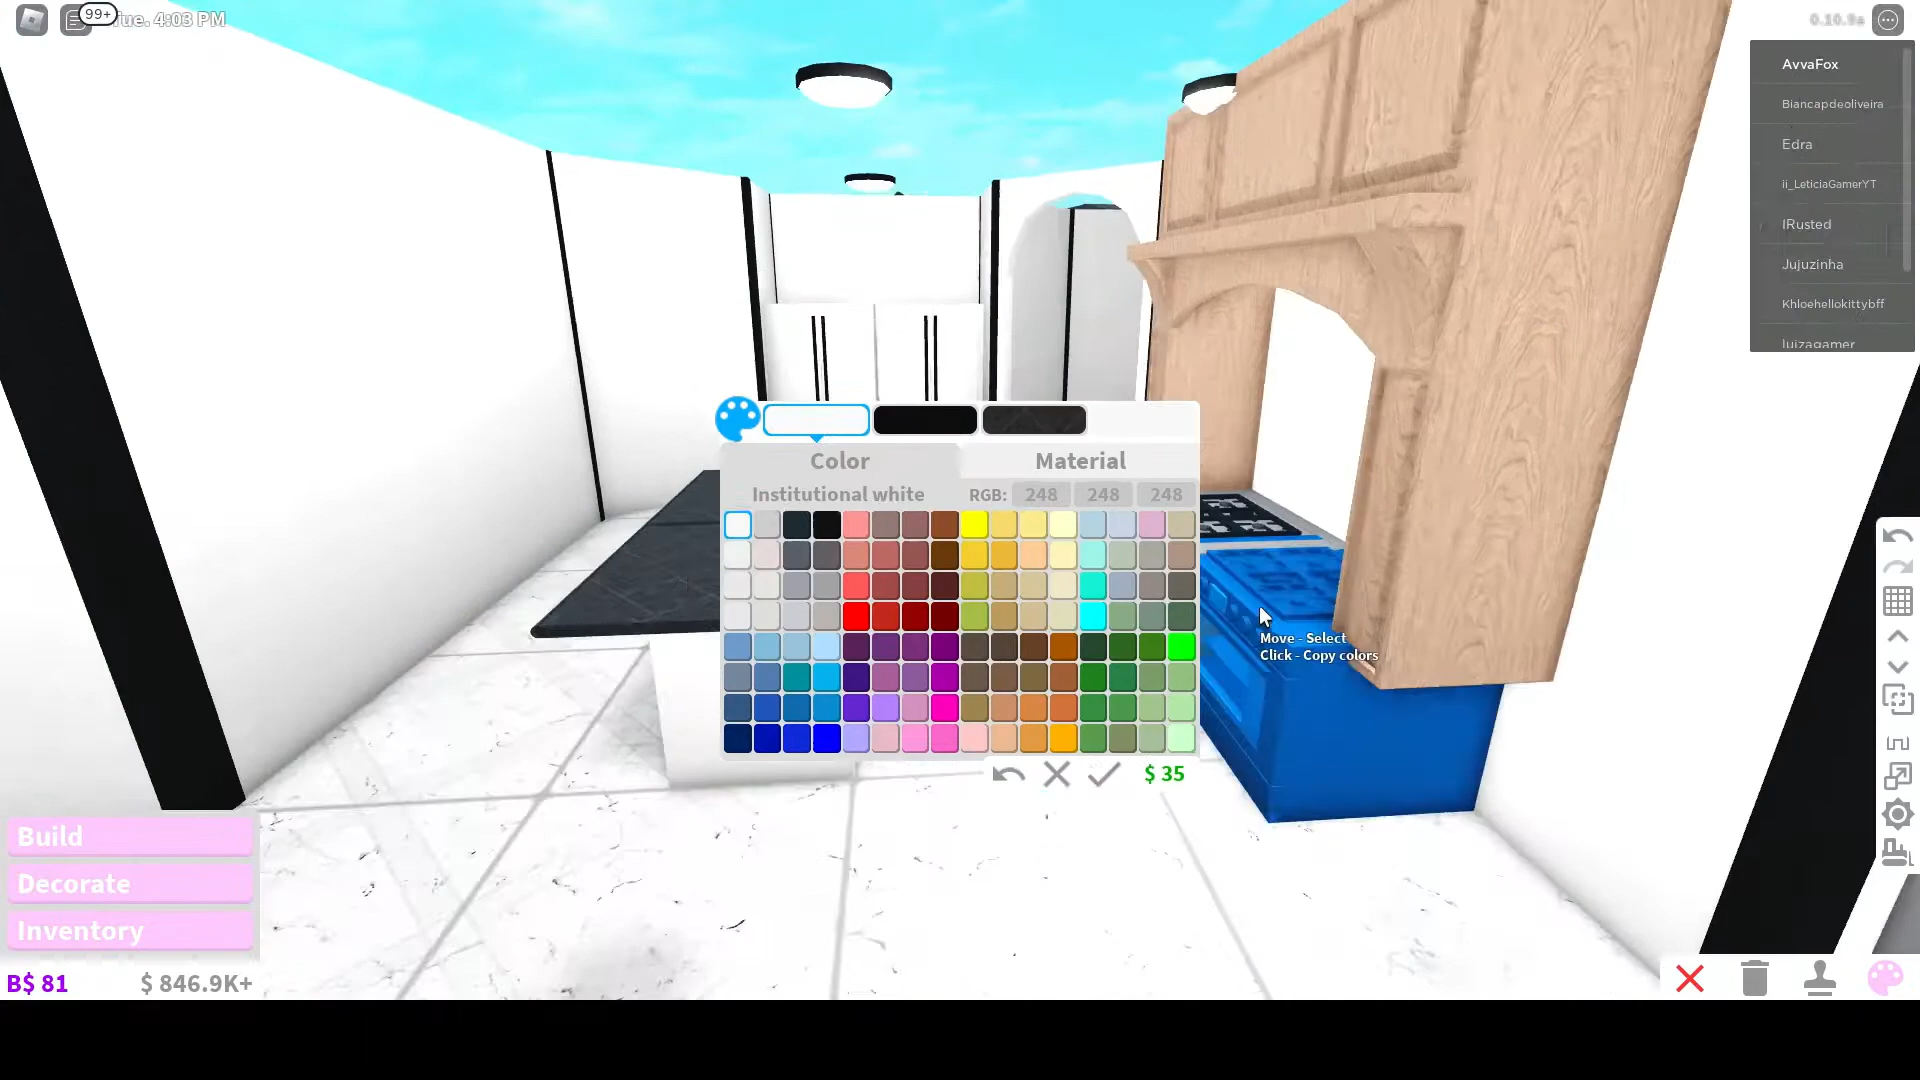 99+
Tue. 4:03 PM
0.10.9a
AvvaFox
Biancapdeoliveira
Edra
ii_LeticiaGamerYT
IRusted
Jujuzinha
Khloehellokittybff
luizagamer
Color
Material
Institutional white
RGB: 248 248 248
Move - Select
Click - Copy colors
$ 35
Build
Decorate
Inventory
B$ 81
$ 846.9K+